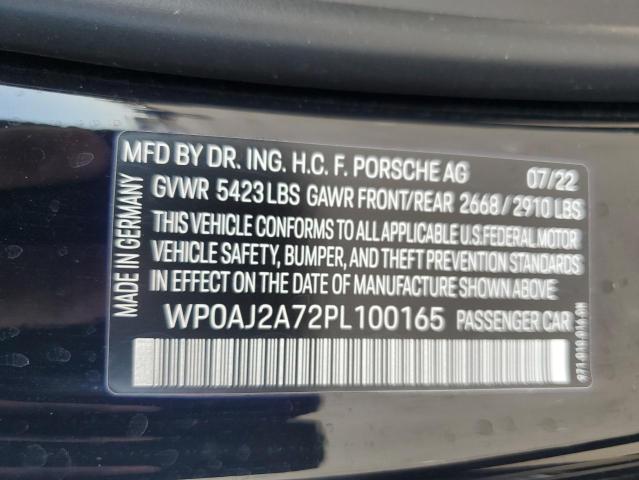 MFD BY DR. ING. H.C. F. PORSCHE AG 07/22
GVWR 5423 LBS GAWR FRONT/REAR 2668 / 2910 LBS
THIS VEHICLE CONFORMS TO ALL APPLICABLE U.S. FEDERAL MOTOR
VEHICLE SAFETY, BUMPER, AND THEFT PREVENTION STANDARDS
IN EFFECT ON THE DATE OF MANUFACTURE SHOWN ABOVE.
WP0AJ2A72PL100165 PASSENGER CAR
MADE IN GERMANY